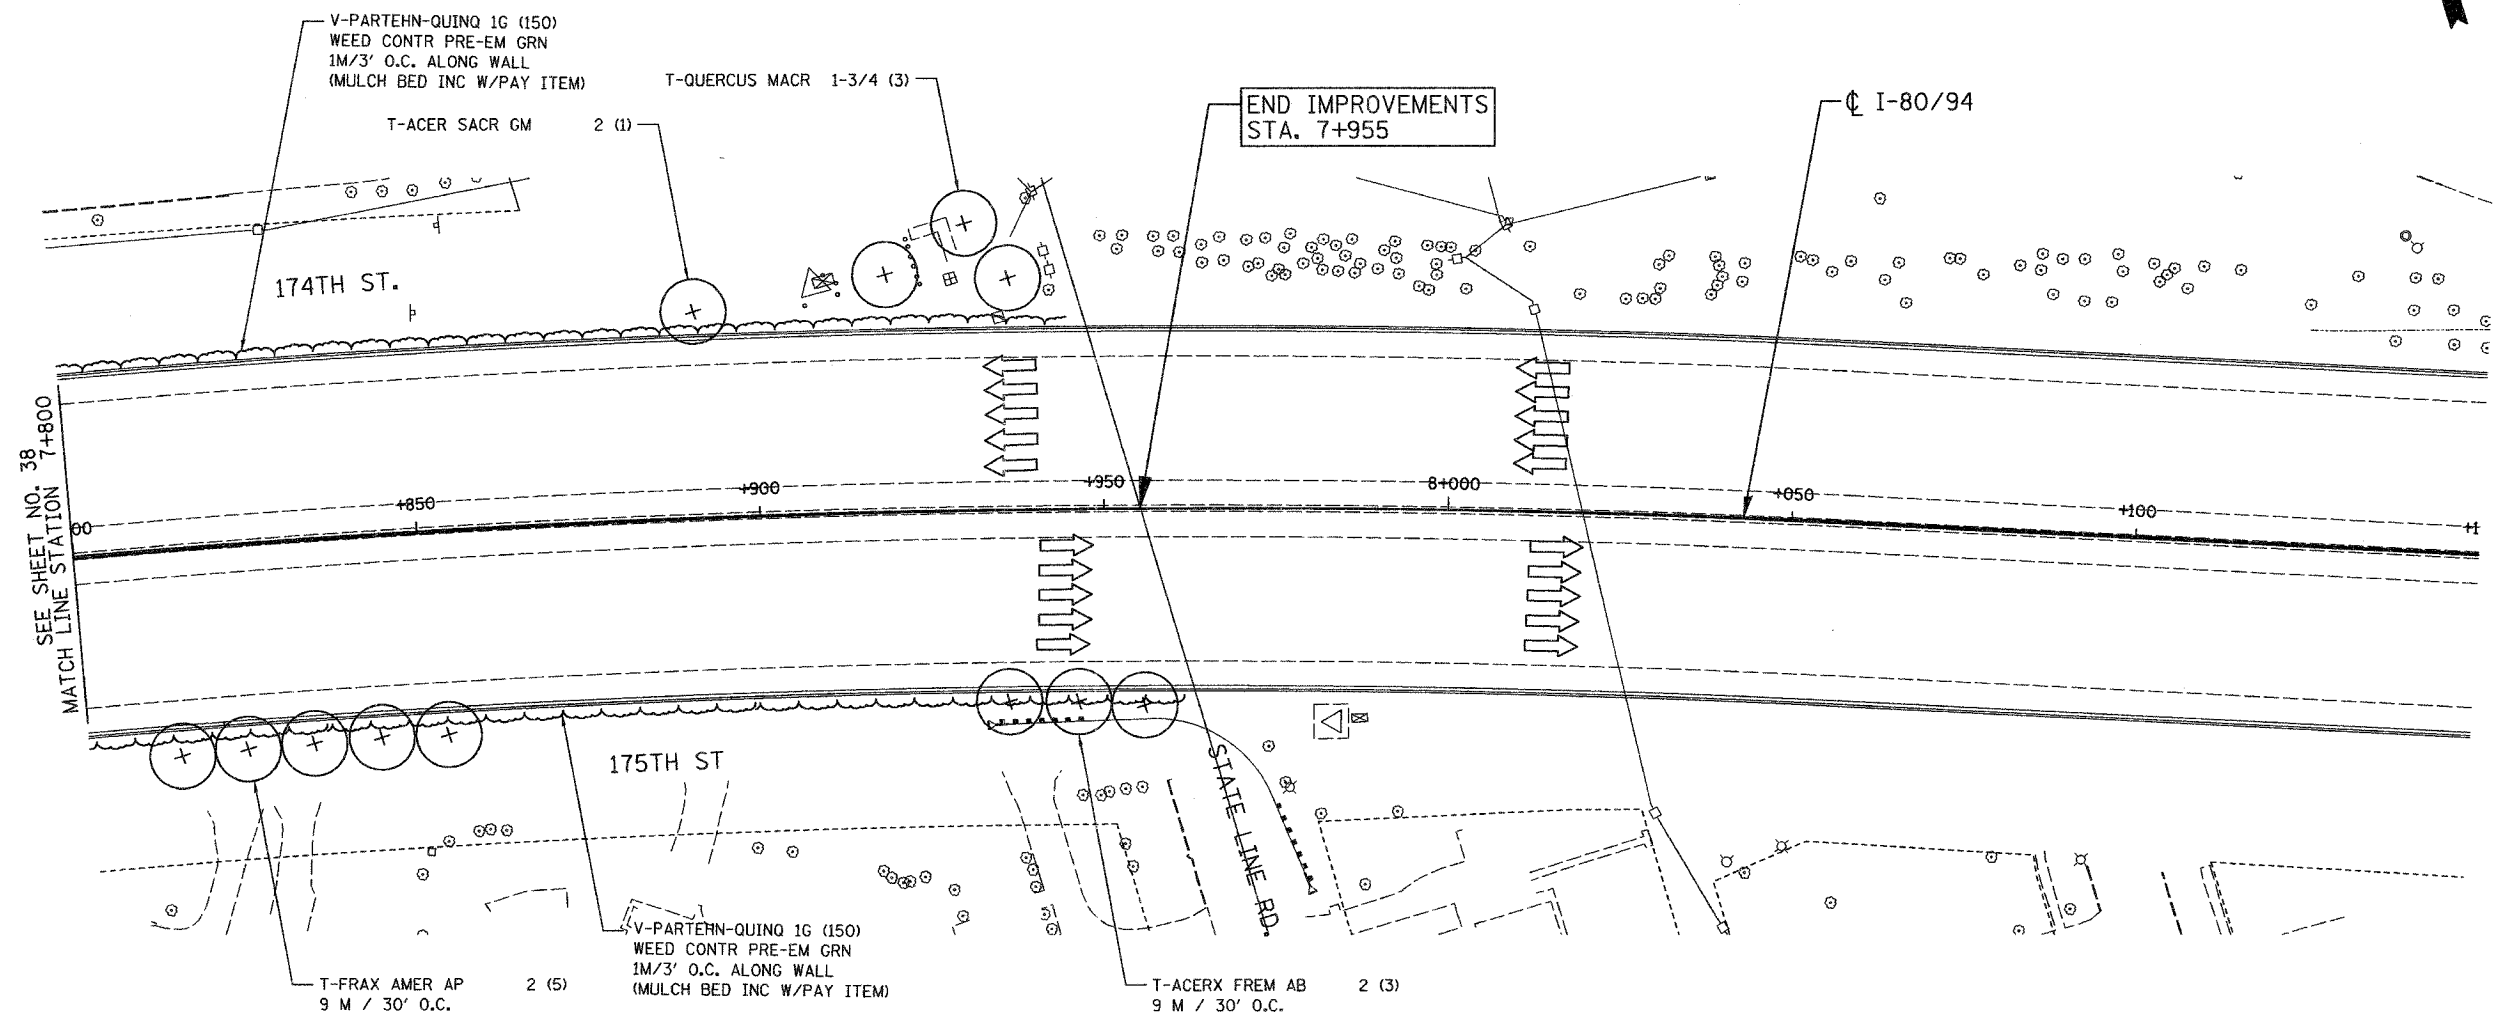 V-PARTEHN-QUINQ 1G (150)
WEED CONTR PRE-EM GRN
1M/3' O.C. ALONG WALL
(MULCH BED INC W/PAY ITEM)
T-QUERCUS MACR 1-3/4 (3)
T-ACER SACR GM 2 (1)
END IMPROVEMENTS
STA. 7+955
℄ I-80/94
174TH ST.
SEE SHEET NO. 38
MATCH LINE STATION 7+800
00
+850
+900
+950
8+000
+050
+100
+1
175TH ST
STATE LINE RD.
V-PARTEHN-QUINQ 1G (150)
WEED CONTR PRE-EM GRN
1M/3' O.C. ALONG WALL
(MULCH BED INC W/PAY ITEM)
T-FRAX AMER AP 2 (5)
9 M / 30' O.C.
T-ACERX FREM AB 2 (3)
9 M / 30' O.C.